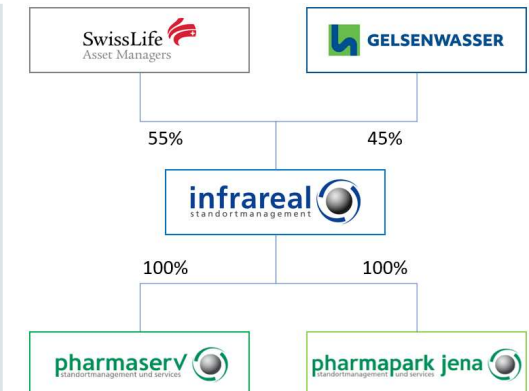 SwissLife
Asset Managers
GELSENWASSER
55%
45%
infrareal
standortmanagement
100%
100%
pharmaserv
standortmanagement und services
pharmapark jena
standortmanagement und services